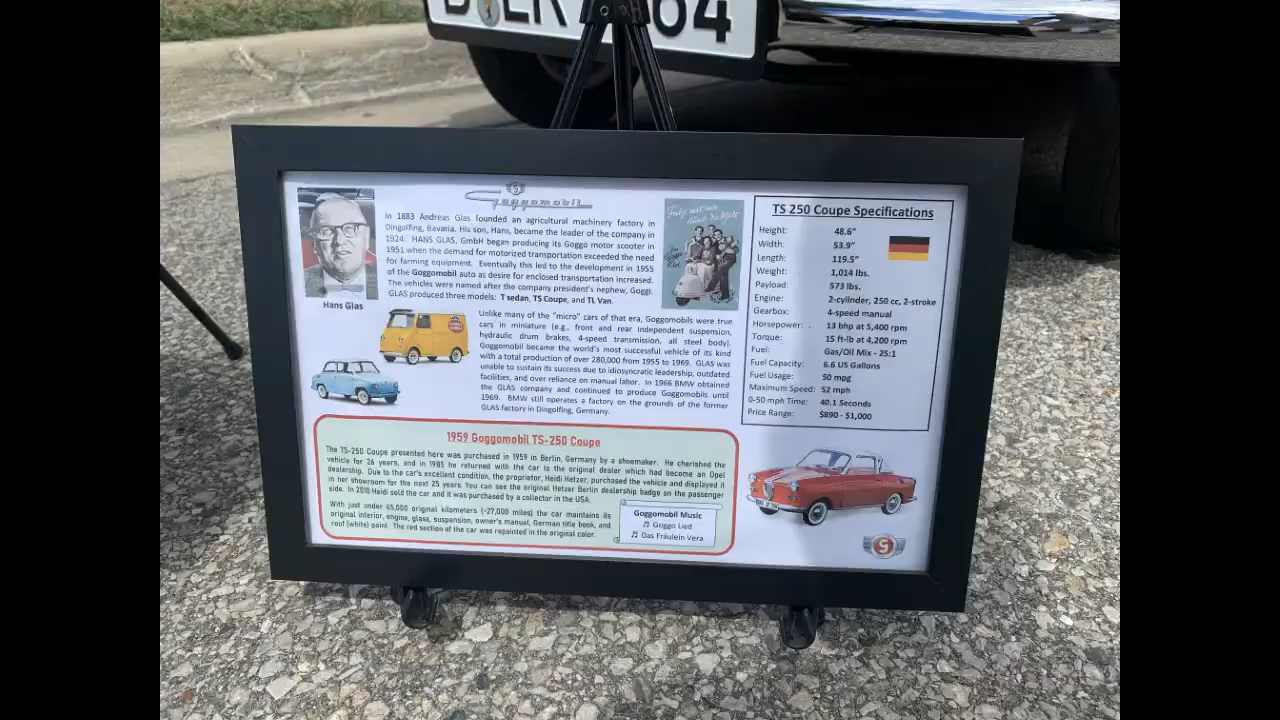 64
Goggomobil
In 1883 Andreas Glas founded an agricultural machinery factory in
Dingolfing, Bavaria. His son, Hans, became the leader of the company in
1924. HANS GLAS, GmbH began producing its Goggo motor scooter in
1951 when the demand for motorized transportation exceeded the need
for farming equipment. Eventually this led to the development in 1955
of the Goggomobil auto as desire for enclosed transportation increased.
The vehicles were named after the company president's nephew, Goggi.
GLAS produced three models: T sedan, TS Coupe, and TL Van.
Hans Glas
Unlike many of the "micro" cars of that era, Goggomobils were true
cars in miniature (e.g., front and rear independent suspension,
hydraulic drum brakes, 4-speed transmission, all steel body).
Goggomobil became the world's most successful vehicle of its kind
with a total production of over 280,000 from 1955 to 1969. GLAS was
unable to sustain its success due to idiosyncratic leadership, outdated
facilities, and over reliance on manual labor. In 1966 BMW obtained
the GLAS company and continued to produce Goggomobils until
1969. BMW still operates a factory on the grounds of the former
GLAS factory in Dingolfing, Germany.
TS 250 Coupe Specifications
Height: 48.6"
Width: 53.9"
Length: 119.5"
Weight: 1,014 lbs.
Payload: 573 lbs.
Engine: 2-cylinder, 250 cc, 2-stroke
Gearbox: 4-speed manual
Horsepower: 13 bhp at 5,400 rpm
Torque: 15 ft-lb at 4,200 rpm
Fuel: Gas/Oil Mix - 25:1
Fuel Capacity: 6.6 US Gallons
Fuel Usage: 50 mpg
Maximum Speed: 52 mph
0-50 mph Time: 40.1 Seconds
Price Range: $890 - $1,000
1959 Goggomobil TS-250 Coupe
The TS-250 Coupe presented here was purchased in 1959 in Berlin, Germany by a shoemaker. He cherished the
vehicle for 26 years, and in 1985 he returned with the car to the original dealer which had become an Opel
dealership. Due to the car's excellent condition, the proprietor, Heidi Hetzer, purchased the vehicle and displayed it
in her showroom for the next 25 years. You can see the original Hetzer Berlin dealership badge on the passenger
side. In 2010 Heidi sold the car and it was purchased by a collector in the USA.
With just under 45,000 original kilometers (~27,000 miles) the car maintains its
original interior, engine, glass, suspension, owner's manual, German title book, and
roof (white) paint. The red section of the car was repainted in the original color.
Goggomobil Music
♫ Goggo Lied
♫ Das Fräulein Vera